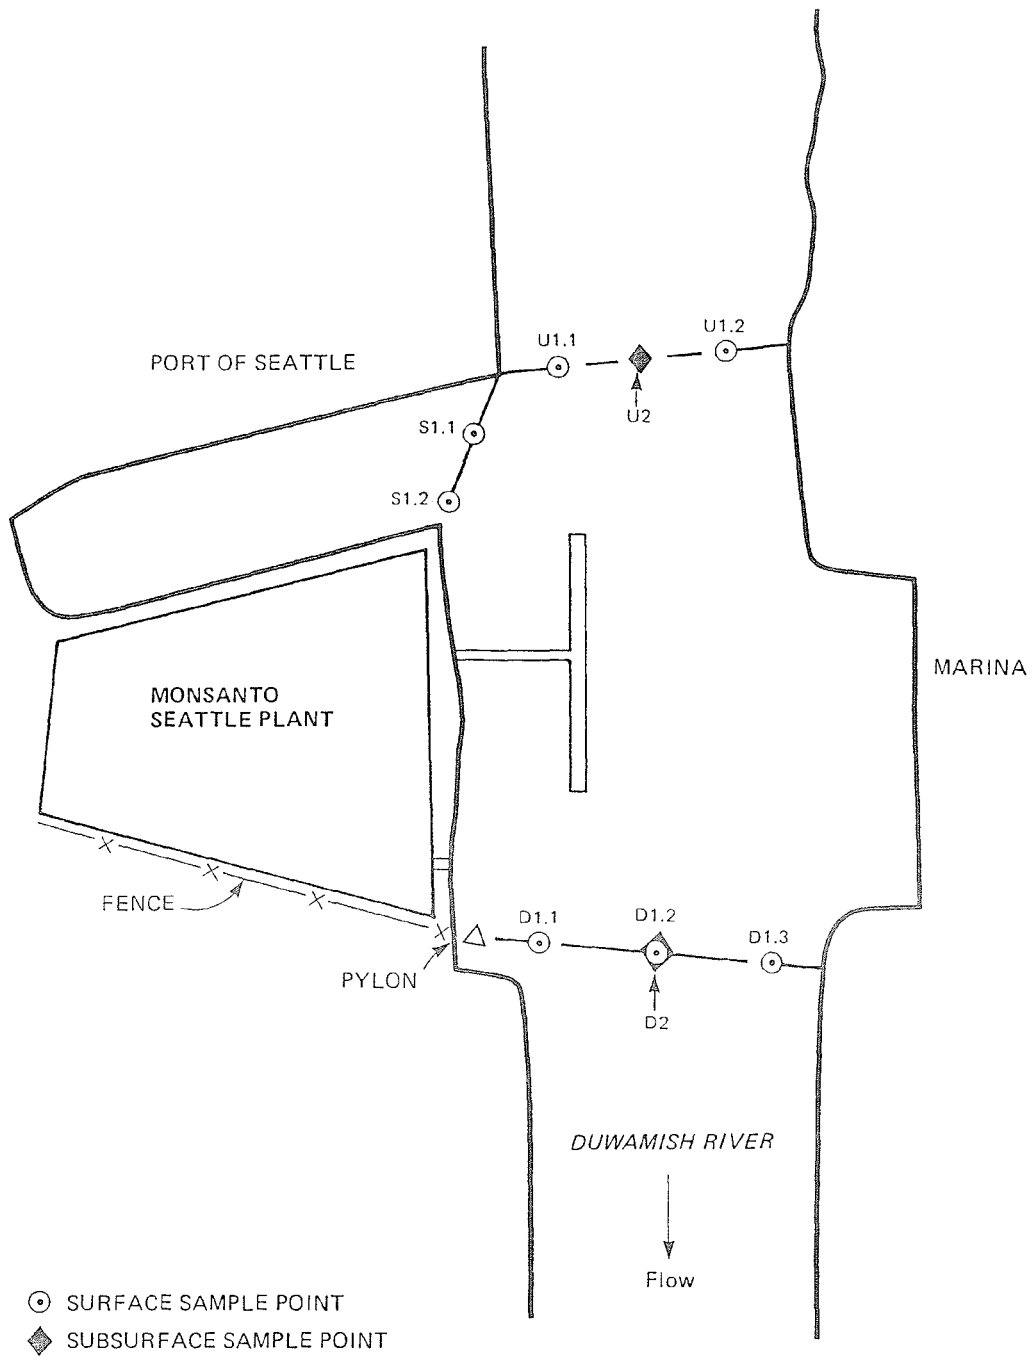 U1.2
U1.1
PORT OF SEATTLE
U2
S1.1
S1.2
MARINA
MONSANTO
SEATTLE PLANT
FENCE
D1.1
D1.2
D1.3
PYLON
D2
DUWAMISH RIVER
Flow
SURFACE SAMPLE POINT
SUBSURFACE SAMPLE POINT